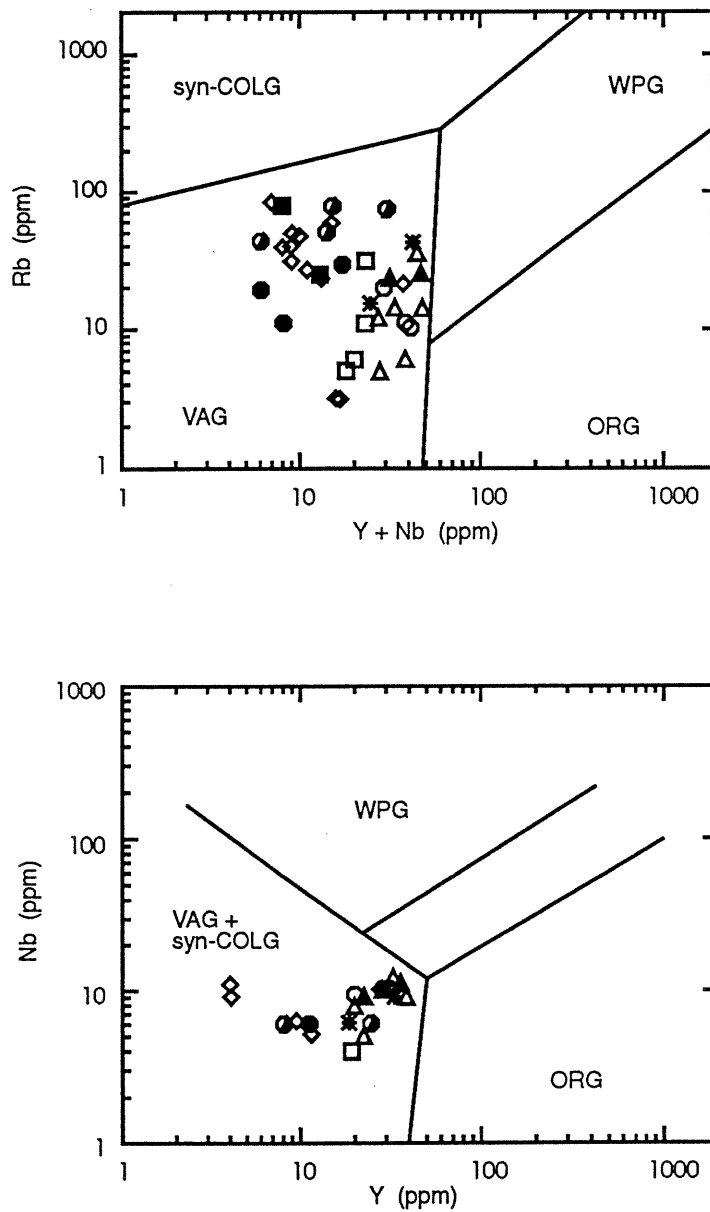 1000
syn-COLG
WPG
100
Rb (ppm)
10
VAG
ORG
1
1 10 100 1000
Y + Nb (ppm)
1000
WPG
100
Nb (ppm)
VAG +
syn-COLG
10
ORG
1
1 10 100 1000
Y (ppm)